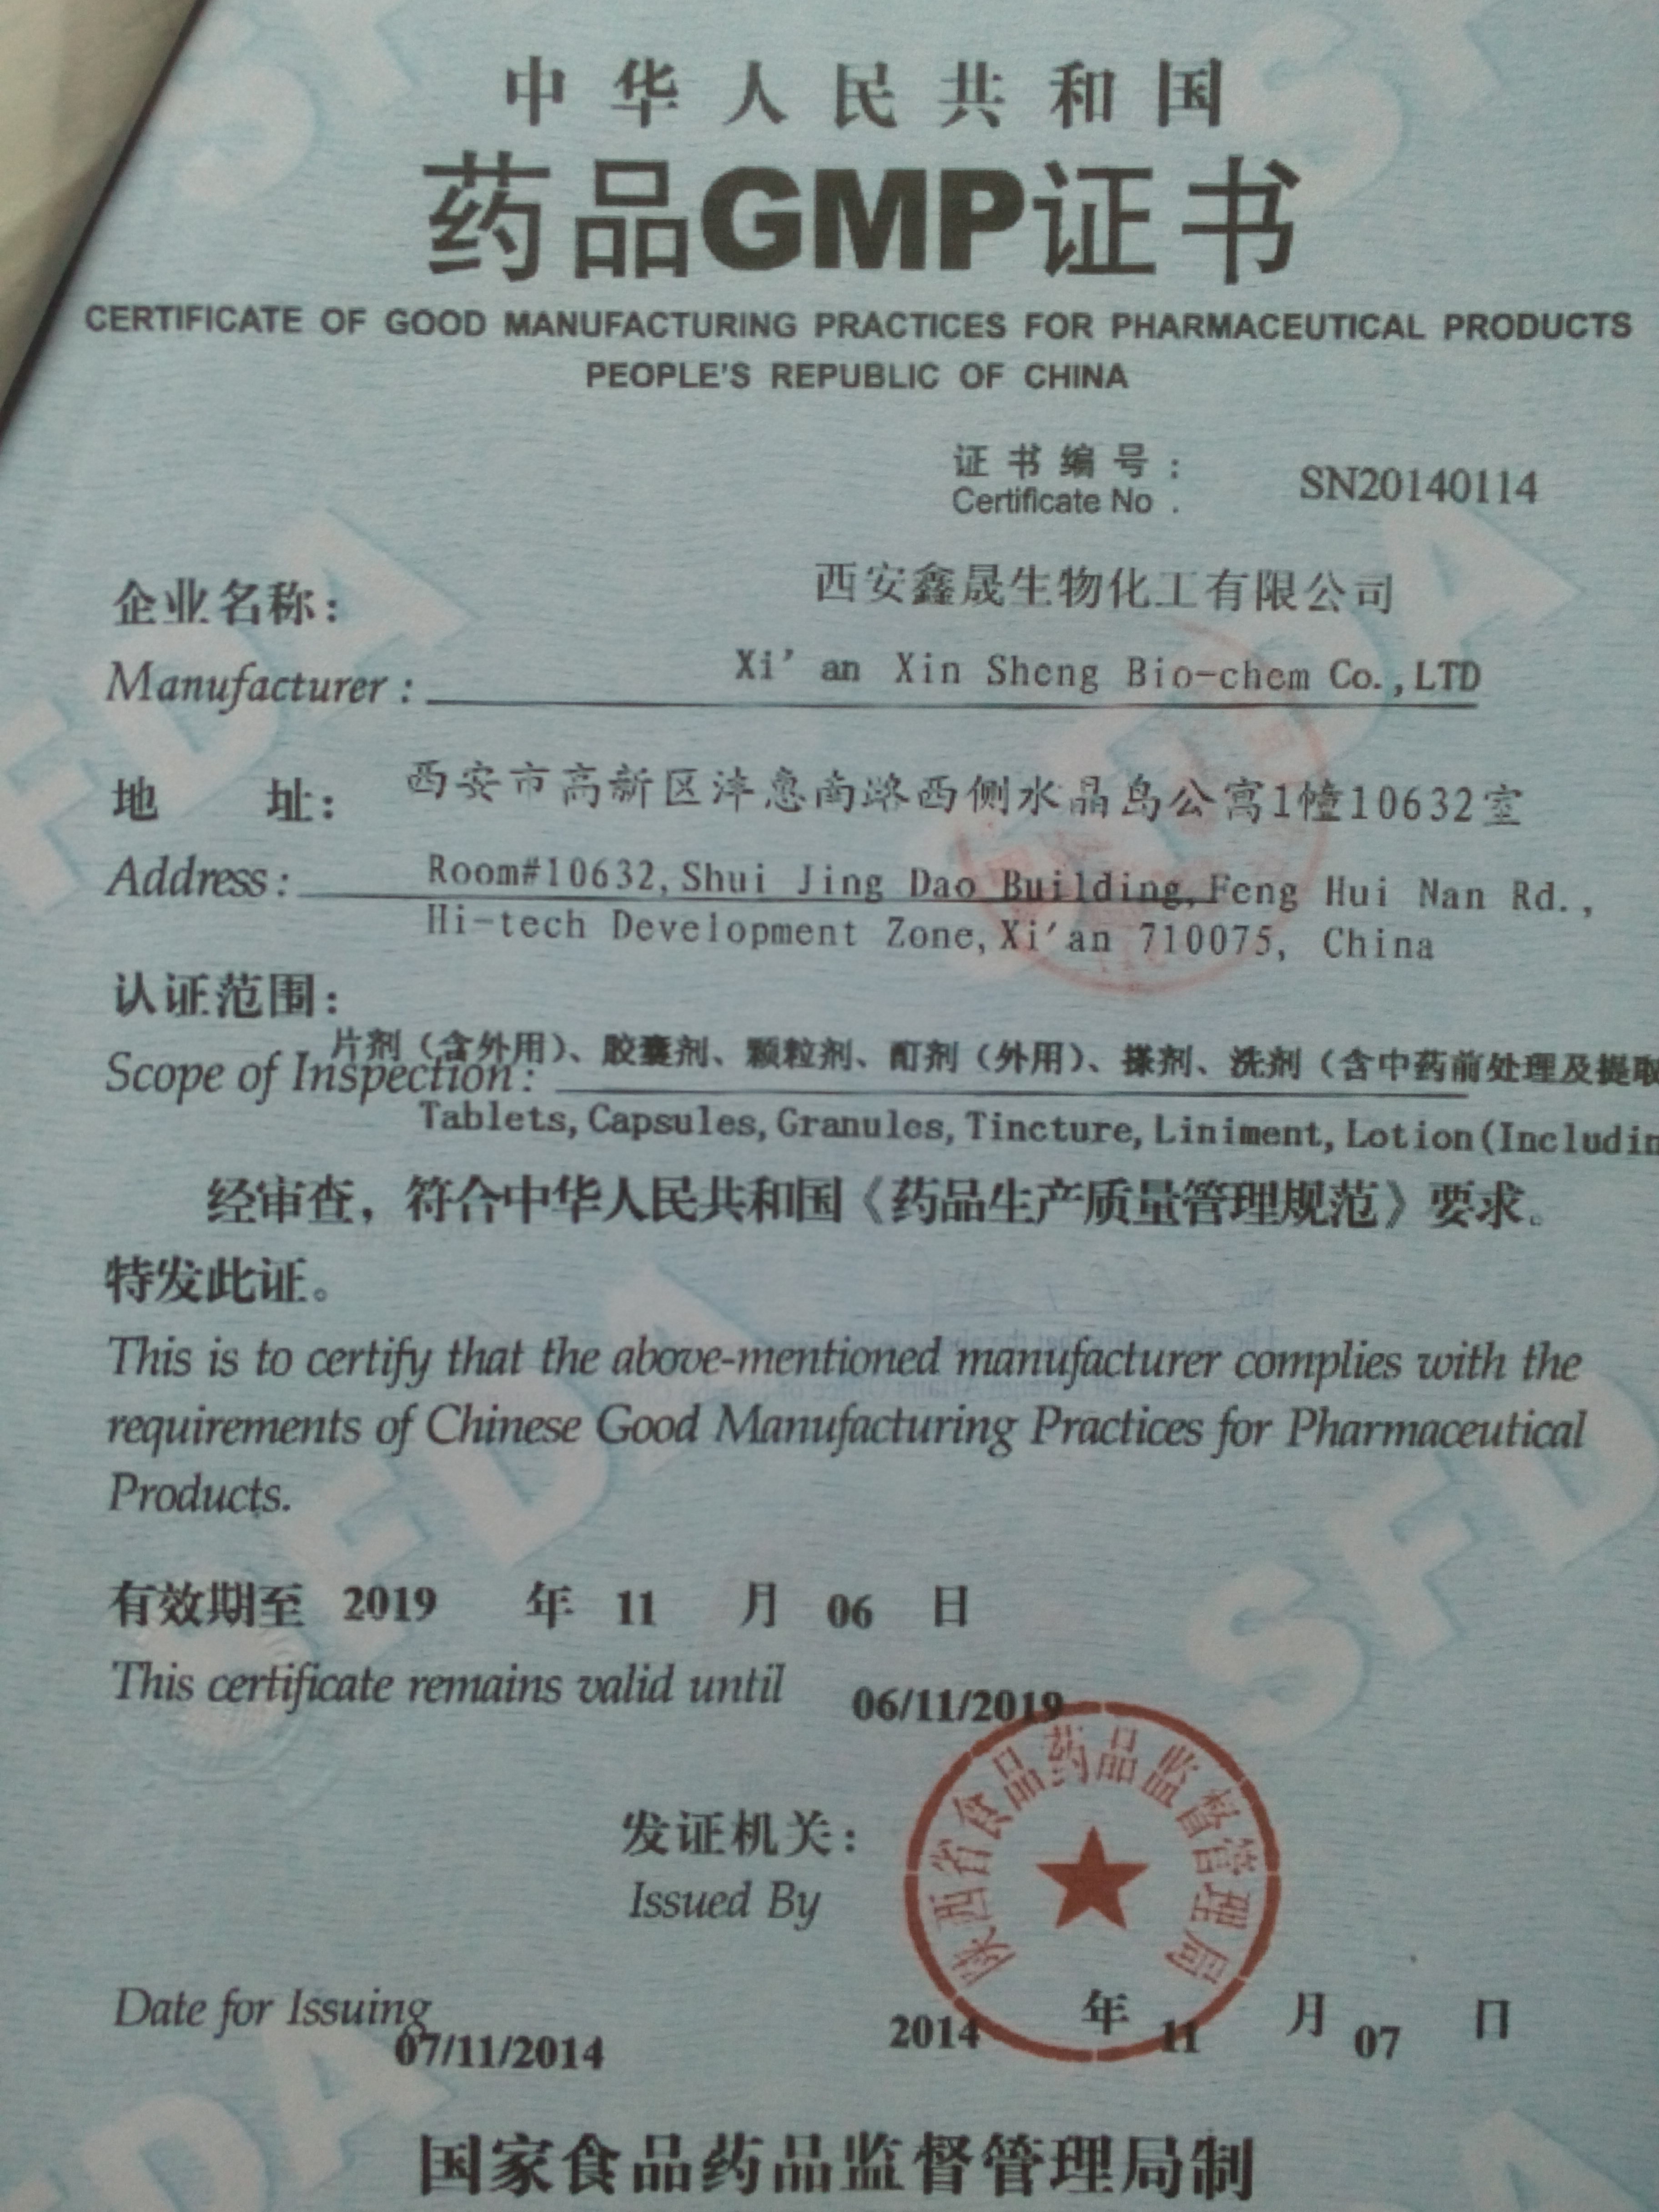 中华人民共和国
药品GMP证书
CERTIFICATE OF GOOD MANUFACTURING PRACTICES FOR PHARMACEUTICAL PRODUCTS
PEOPLE'S REPUBLIC OF CHINA
证书编号:
Certificate No .
SN20140114
企业名称:
西安鑫晟生物化工有限公司
Manufacturer :
Xi' an Xin Sheng Bio-chem Co.,LTD
地 址:
西安市高新区沣惠南路西侧水晶岛公寓1幢10632室
Address :
Room#10632, Shui Jing Dao Building, Feng Hui Nan Rd.,
Hi-tech Development Zone, Xi'an 710075, China
认证范围:
片剂（含外用）、胶囊剂、颗粒剂、酊剂（外用）、搽剂、洗剂（含中药前处理及提取
Scope of Inspection :
Tablets, Capsules, Granules, Tincture, Liniment, Lotion(Includin
经审查，符合中华人民共和国《药品生产质量管理规范》要求。
特发此证。
This is to certify that the above-mentioned manufacturer complies with the
requirements of Chinese Good Manufacturing Practices for Pharmaceutical
Products.
有效期至 2019 年 11 月 06 日
This certificate remains valid until 06/11/2019
发证机关:
Issued By
陕西省食品药品监督管理局
Date for Issuing
07/11/2014
2014 年 11 月 07 日
国家食品药品监督管理局制
SFDA